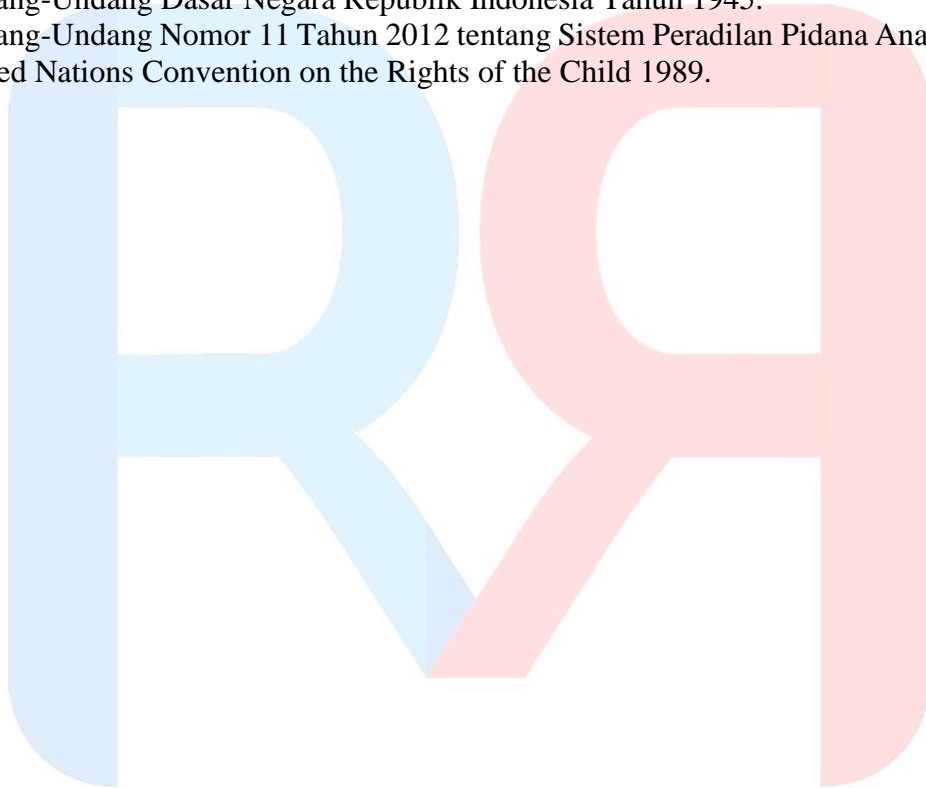 ang-Undang Dasar Negara Republik Indonesia Tahun 1945.
ang-Undang Nomor 11 Tahun 2012 tentang Sistem Peradilan Pidana Ana
ed Nations Convention on the Rights of the Child 1989.